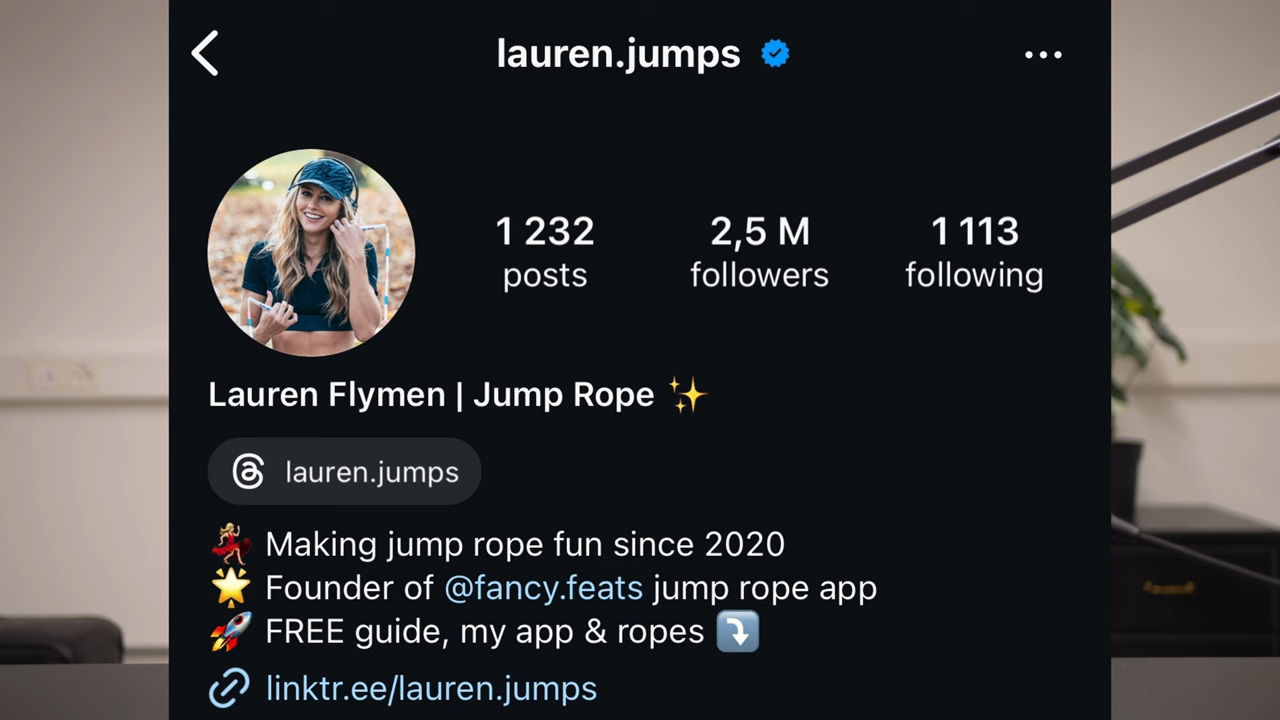 lauren.jumps
1 232 2,5 M 1 113
posts followers following
Lauren Flymen | Jump Rope ✨
lauren.jumps
💃 Making jump rope fun since 2020
🌟 Founder of @fancy.feats jump rope app
🚀 FREE guide, my app & ropes ⤵️
linktr.ee/lauren.jumps